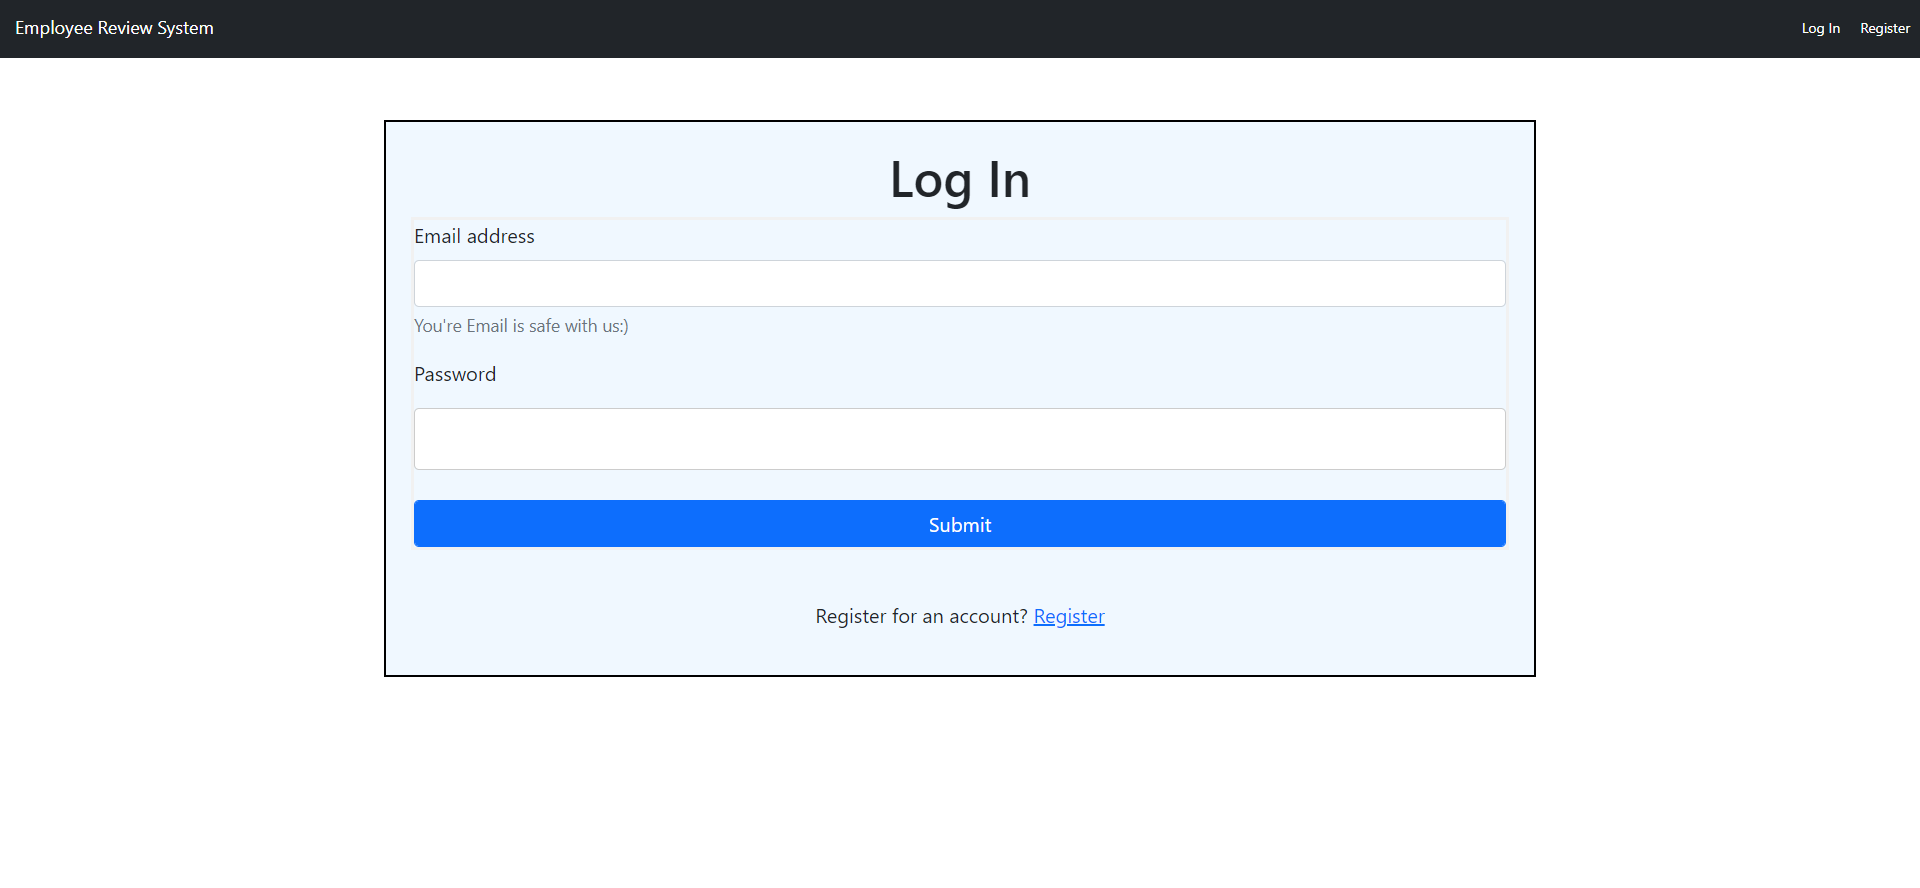 Employee Review System
Log In
Register
Log In
Email address
You're Email is safe with us:)
Password
Submit
Register for an account? Register